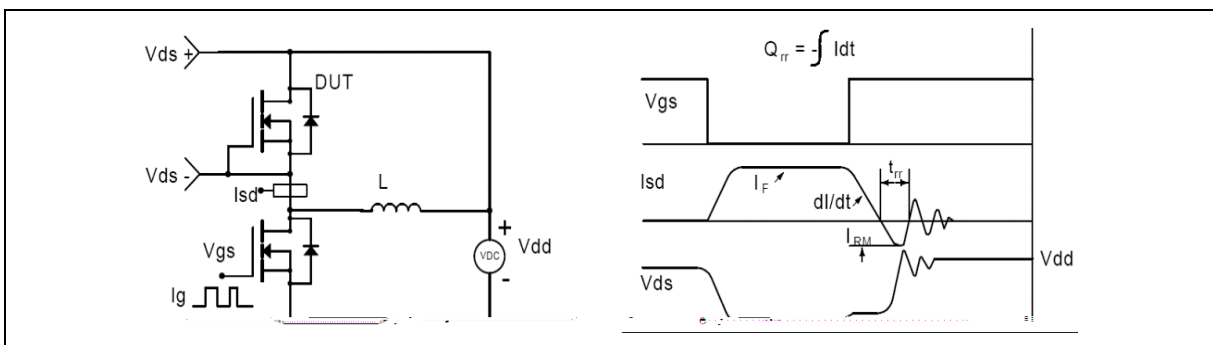 Q_rr = -∫ Idt
Vds +
DUT
Vgs
Vds -
Isd
L
Isd
I_F
t_rr
dI/dt
Vgs
+
VDC
Vdd
-
I_RM
Vdd
Ig
Vds